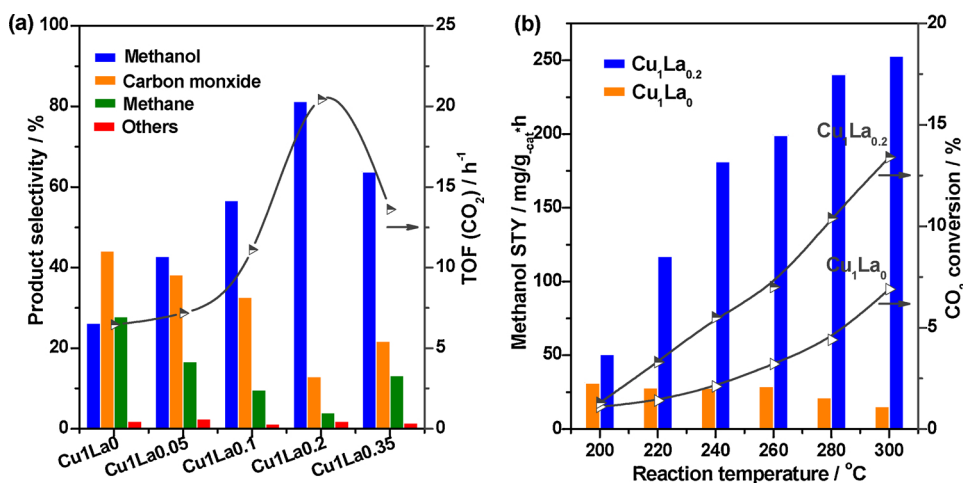 (a)
100
80
60
40
20
0
Product selectivity / %
Methanol
Carbon monxide
Methane
Others
25
20
15
10
5
0
TOF (CO₂) / h⁻¹
Cu1La0
Cu1La0.05
Cu1La0.1
Cu1La0.2
Cu1La0.35
(b)
250
200
150
100
50
0
Methanol STY / mg/g₋cat*h
Cu₁La₀.₂
Cu₁La₀
Cu₁La₀.₂
Cu₁La₀
20
15
10
5
0
CO₂ conversion / %
200 220 240 260 280 300
Reaction temperature / °C